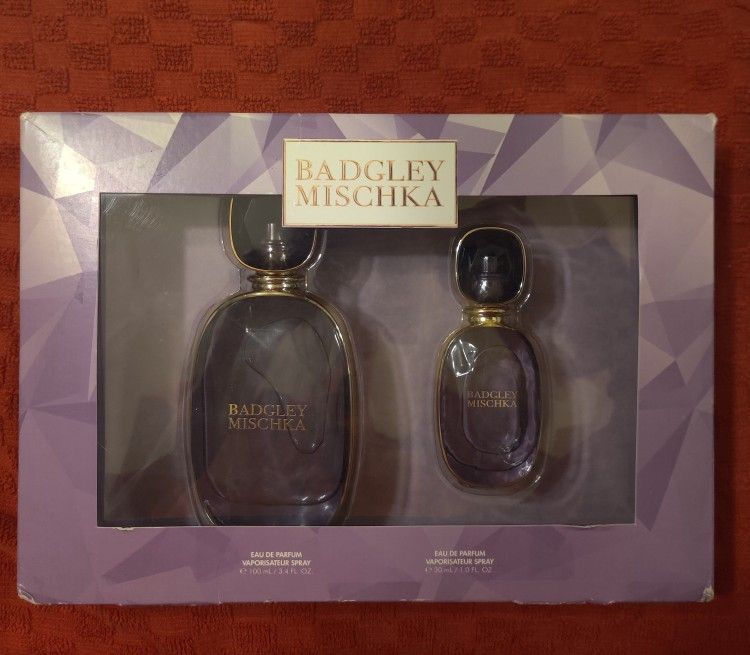 BADGLEY
MISCHKA
BADGLEY
MISCHKA
BADGLEY
MISCHKA
EAU DE PARFUM
VAPORISATEUR SPRAY
℮ 100 mL / 3.4 FL. OZ.
EAU DE PARFUM
VAPORISATEUR SPRAY
℮ 30 mL / 1.0 FL. OZ